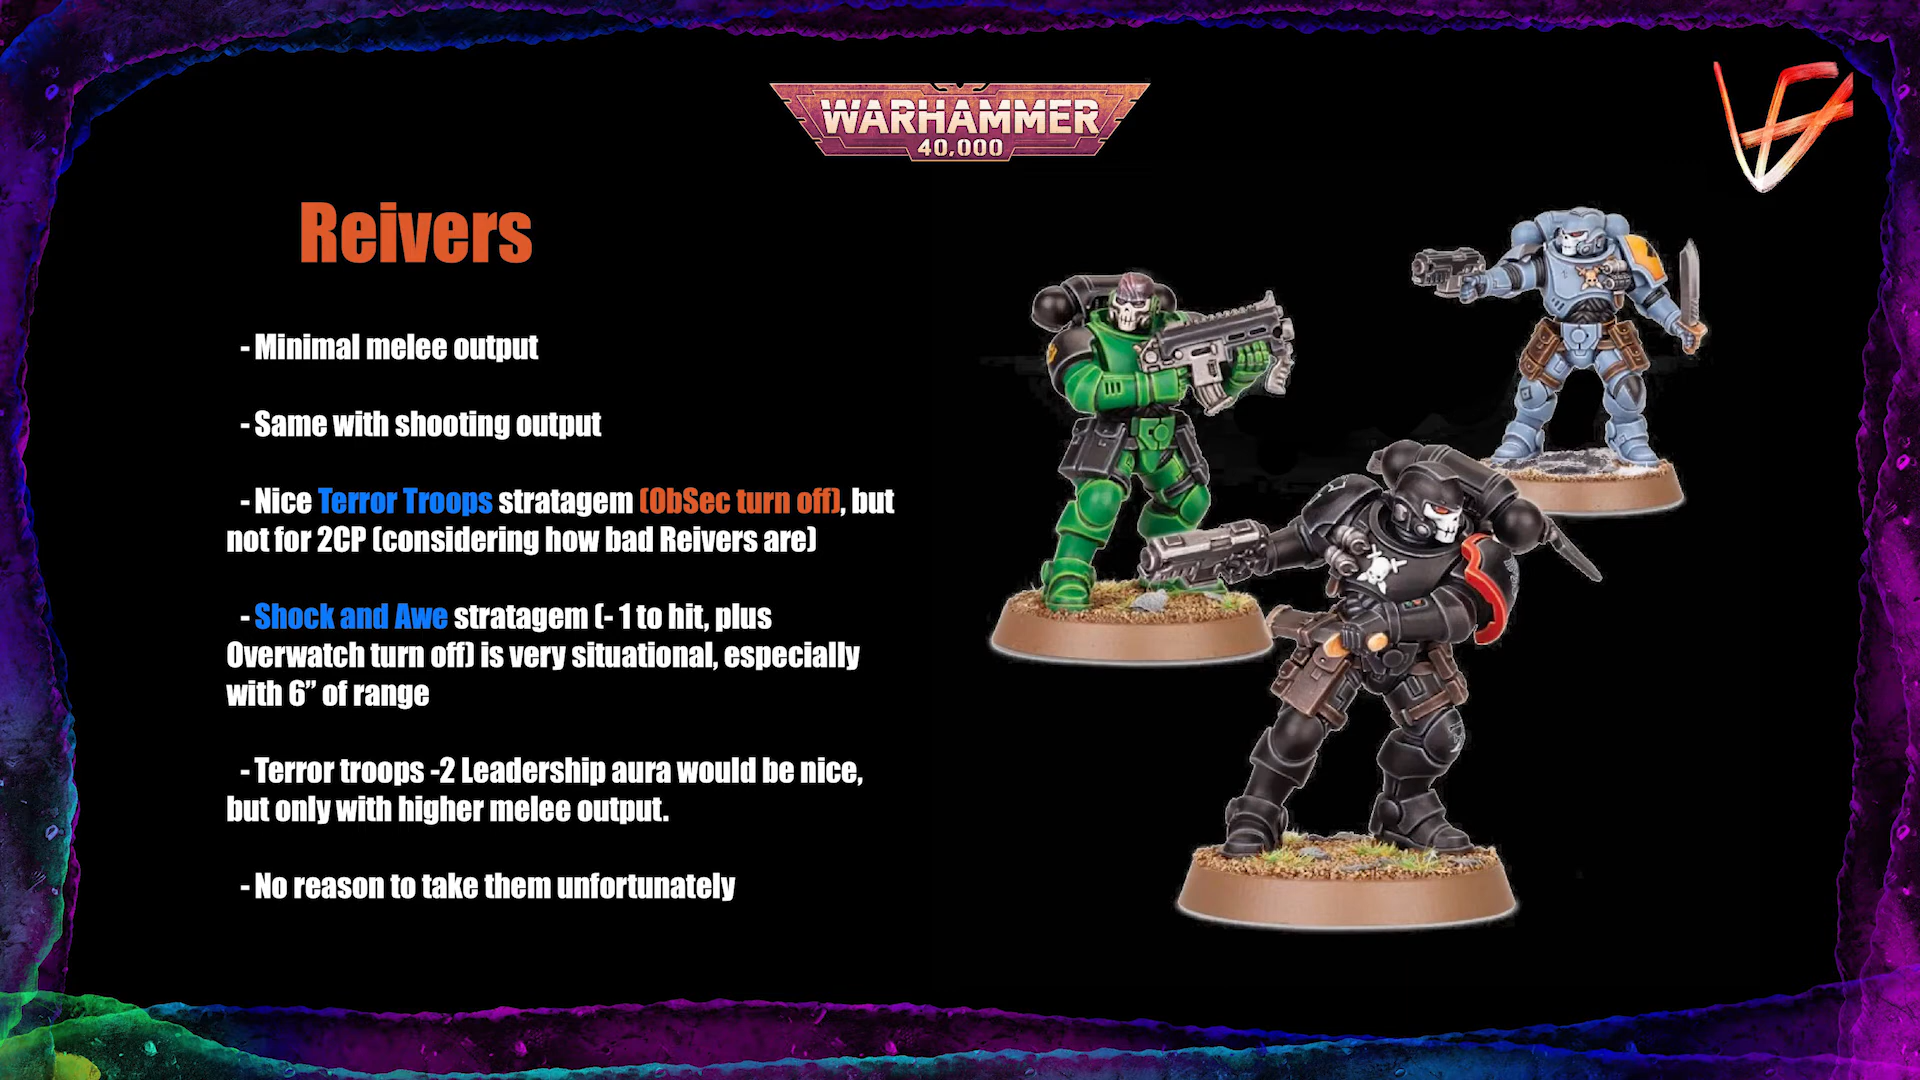 WARHAMMER
40,000
Reivers
- Minimal melee output
- Same with shooting output
- Nice Terror Troops stratagem (ObSec turn off), but
not for 2CP (considering how bad Reivers are)
- Shock and Awe stratagem (- 1 to hit, plus
Overwatch turn off) is very situational, especially
with 6” of range
- Terror troops -2 Leadership aura would be nice,
but only with higher melee output.
- No reason to take them unfortunately